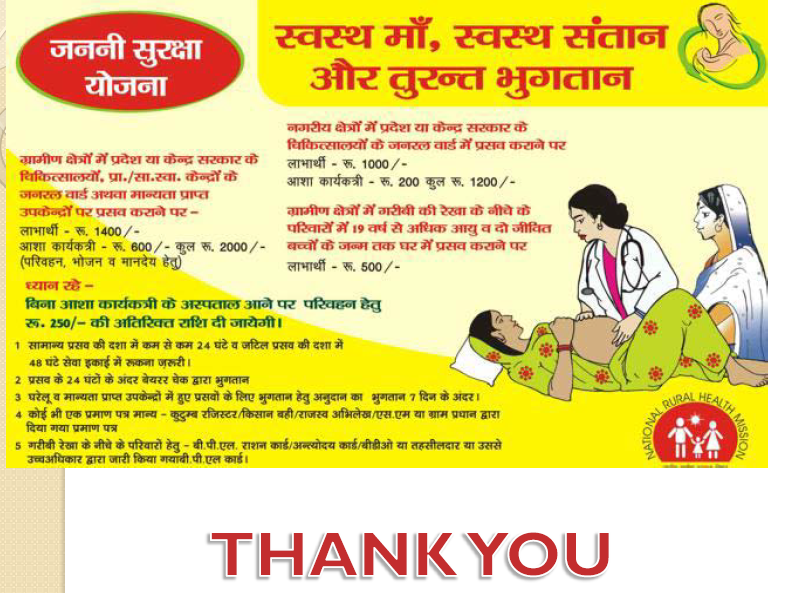 जननी सुरक्षा
योजना
स्वस्थ माँ, स्वस्थ संतान
और तुरन्त भुगतान
ग्रामीण क्षेत्रों में प्रदेश या केन्द्र सरकार के
चिकित्सालयों, प्रा./सा.स्वा. केन्द्रों के
जनरल वार्ड अथवा मान्यता प्राप्त
उपकेन्द्रों पर प्रसव कराने पर –
लाभार्थी - रू. 1400/-
आशा कार्यकत्री - रू. 600/- कुल रू. 2000/-
(परिवहन, भोजन व मानदेय हेतु)
नगरीय क्षेत्रों में प्रदेश या केन्द्र सरकार के
चिकित्सालयों के जनरल वार्ड में प्रसव कराने पर
लाभार्थी - रू. 1000/-
आशा कार्यकत्री - रू. 200 कुल रू. 1200/-
ग्रामीण क्षेत्रों में गरीबी की रेखा के नीचे के
परिवारों में 19 वर्ष से अधिक आयु व दो जीवित
बच्चों के जन्म तक घर में प्रसव कराने पर
लाभार्थी - रू. 500/-
ध्यान रहे –
बिना आशा कार्यकत्री के अस्पताल आने पर परिवहन हेतु
रू. 250/- की अतिरिक्त राशि दी जायेगी।
1 सामान्य प्रसव की दशा में कम से कम 24 घंटे व जटिल प्रसव की दशा में
48 घंटे सेवा इकाई में रूकना ज़रूरी।
2 प्रसव के 24 घंटों के अंदर बेयरर चेक द्वारा भुगतान
3 घरेलू व मान्यता प्राप्त उपकेन्द्रों में हुए प्रसवों के लिए भुगतान हेतु अनुदान का भुगतान 7 दिन के अंदर।
4 कोई भी एक प्रमाण पत्र मान्य – कुटुम्ब रजिस्टर/किसान बही/राजस्व अभिलेख/एस.एम या ग्राम प्रधान द्वारा
दिया गया प्रमाण पत्र
5 गरीबी रेखा के नीचे के परिवारों हेतु – बी.पी.एल. राशन कार्ड/अन्त्योदय कार्ड/बीडीओ या तहसीलदार या उससे
उच्चअधिकार द्वारा जारी किया गयाबी.पी.एल कार्ड।
NATIONAL RURAL HEALTH MISSION
THANK YOU